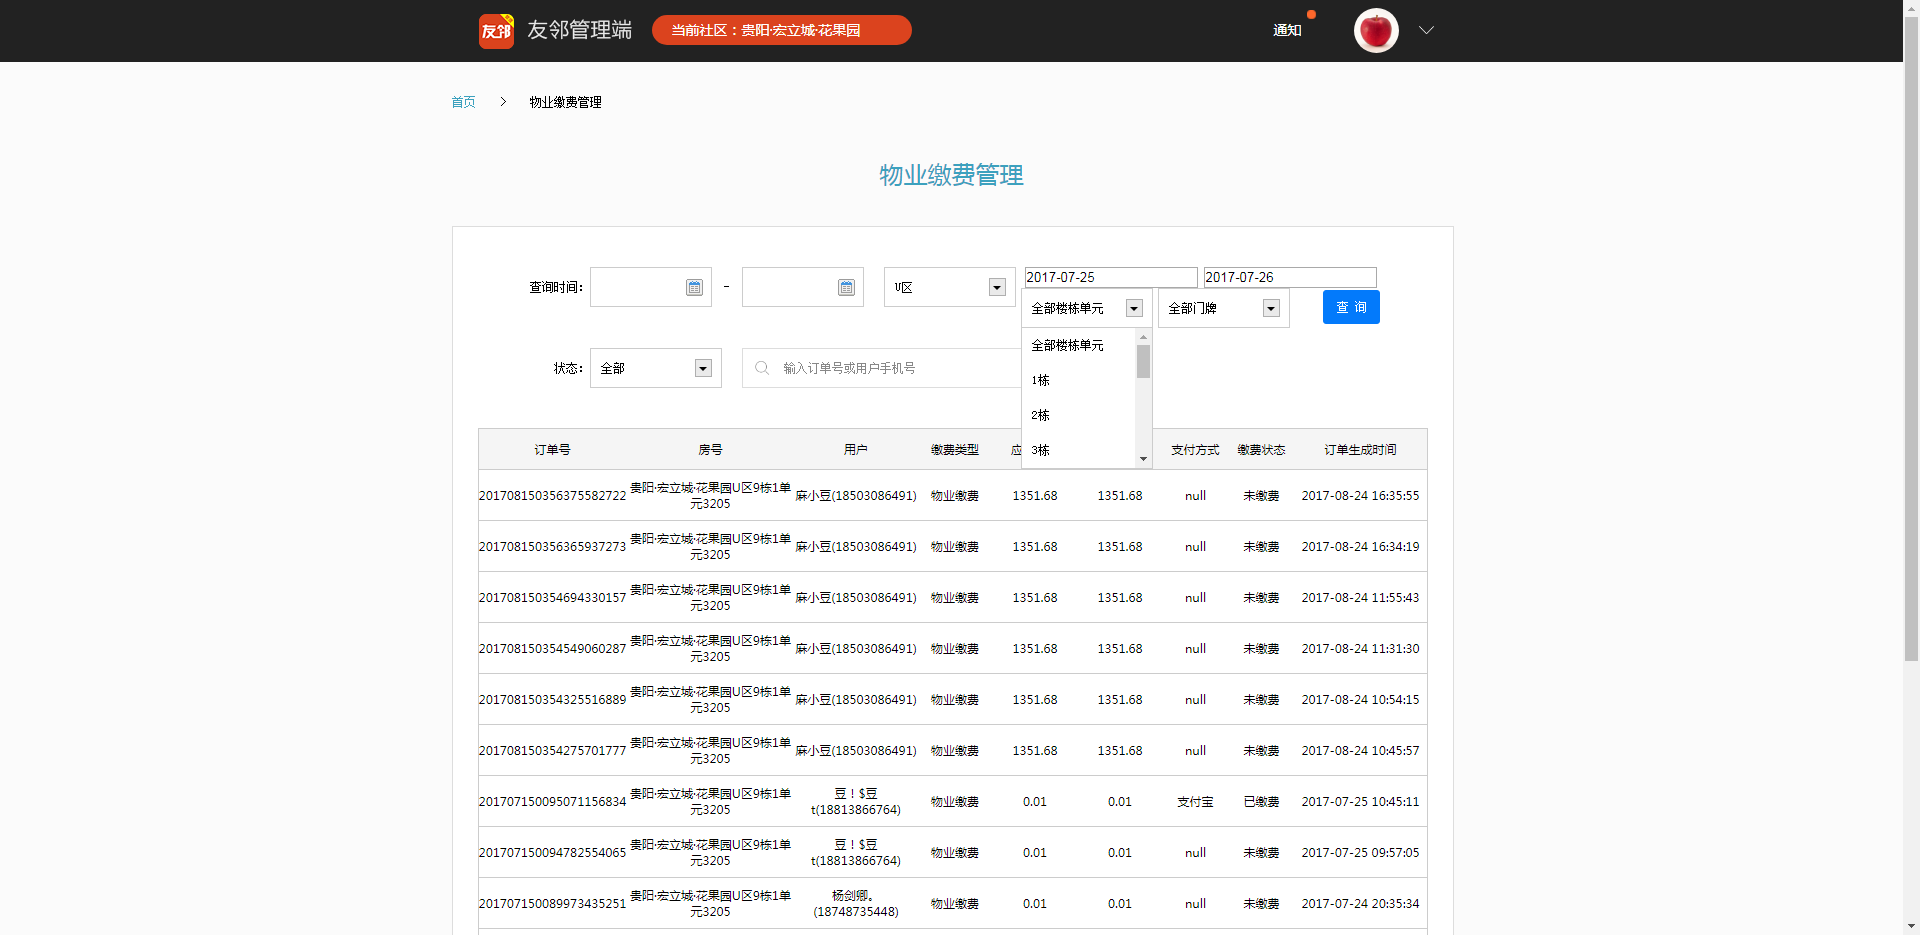 友邻 友邻管理端 当前社区：贵阳·宏立城·花果园 通知
首页 > 物业缴费管理
物业缴费管理
查询时间： - U区 2017-07-25 2017-07-26
全部楼栋单元 全部门牌 查 询
状态： 全部 输入订单号或用户手机号
全部楼栋单元
1栋
2栋
3栋
订单号 房号 用户 缴费类型 应 支付方式 缴费状态 订单生成时间
201708150356375582722 贵阳·宏立城·花果园U区9栋1单元3205 麻小豆(18503086491) 物业缴费 1351.68 1351.68 null 未缴费 2017-08-24 16:35:55
201708150356365937273 贵阳·宏立城·花果园U区9栋1单元3205 麻小豆(18503086491) 物业缴费 1351.68 1351.68 null 未缴费 2017-08-24 16:34:19
201708150354694330157 贵阳·宏立城·花果园U区9栋1单元3205 麻小豆(18503086491) 物业缴费 1351.68 1351.68 null 未缴费 2017-08-24 11:55:43
201708150354549060287 贵阳·宏立城·花果园U区9栋1单元3205 麻小豆(18503086491) 物业缴费 1351.68 1351.68 null 未缴费 2017-08-24 11:31:30
201708150354325516889 贵阳·宏立城·花果园U区9栋1单元3205 麻小豆(18503086491) 物业缴费 1351.68 1351.68 null 未缴费 2017-08-24 10:54:15
201708150354275701777 贵阳·宏立城·花果园U区9栋1单元3205 麻小豆(18503086491) 物业缴费 1351.68 1351.68 null 未缴费 2017-08-24 10:45:57
201707150095071156834 贵阳·宏立城·花果园U区9栋1单元3205 豆！$豆t(18813866764) 物业缴费 0.01 0.01 支付宝 已缴费 2017-07-25 10:45:11
201707150094782554065 贵阳·宏立城·花果园U区9栋1单元3205 豆！$豆t(18813866764) 物业缴费 0.01 0.01 null 未缴费 2017-07-25 09:57:05
201707150089973435251 贵阳·宏立城·花果园U区9栋1单元3205 杨剑卿。(18748735448) 物业缴费 0.01 0.01 null 未缴费 2017-07-24 20:35:34